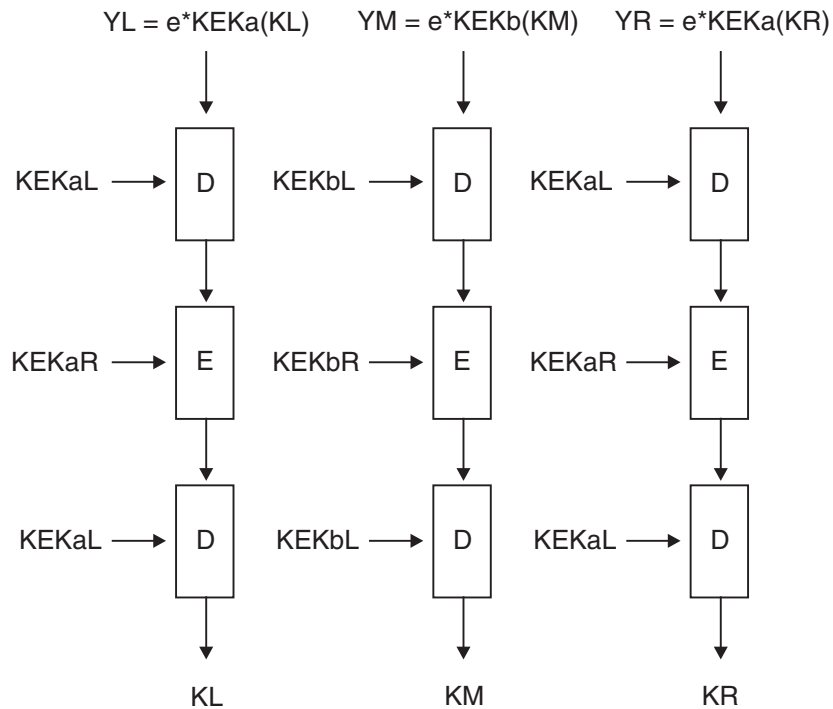 YL = e*KEKa(KL) YM = e*KEKb(KM) YR = e*KEKa(KR)
KEKaL D KEKbL D KEKaL D
KEKaR E KEKbR E KEKaR E
KEKaL D KEKbL D KEKaL D
KL KM KR